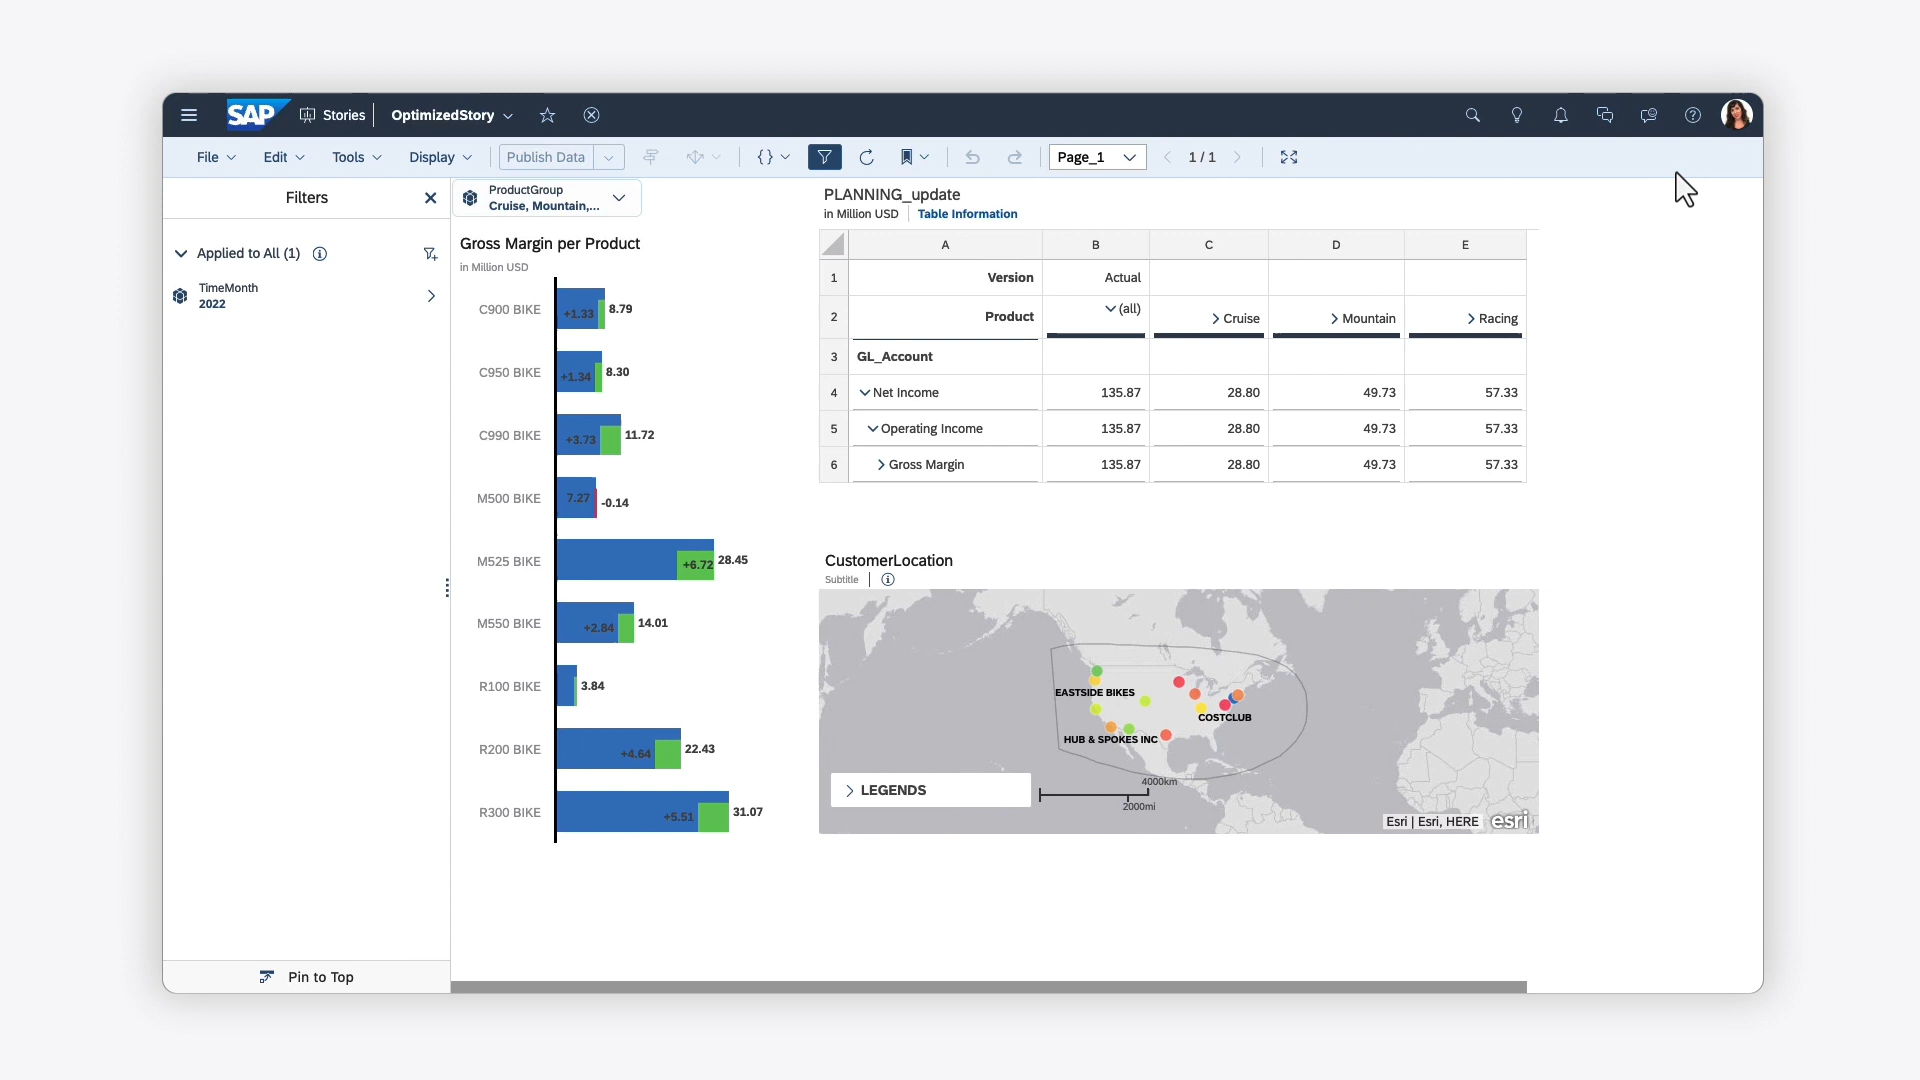 SAP Stories OptimizedStory
File Edit Tools Display Publish Data {} Page_1 1 / 1
Filters
Applied to All (1)
TimeMonth
2022
Pin to Top
ProductGroup
Cruise, Mountain,...
Gross Margin per Product
in Million USD
C900 BIKE +1.33 8.79
C950 BIKE +1.34 8.30
C990 BIKE +3.73 11.72
M500 BIKE 7.27 -0.14
M525 BIKE +6.72 28.45
M550 BIKE +2.84 14.01
R100 BIKE 3.84
R200 BIKE +4.64 22.43
R300 BIKE +5.51 31.07
PLANNING_update
in Million USD Table Information
A B C D E
1 Version Actual
2 Product (all) Cruise Mountain Racing
3 GL_Account
4 Net Income 135.87 28.80 49.73 57.33
5 Operating Income 135.87 28.80 49.73 57.33
6 Gross Margin 135.87 28.80 49.73 57.33
CustomerLocation
Subtitle
EASTSIDE BIKES
COSTCLUB
HUB & SPOKES INC
LEGENDS
4000km
2000mi
Esri | Esri, HERE esri